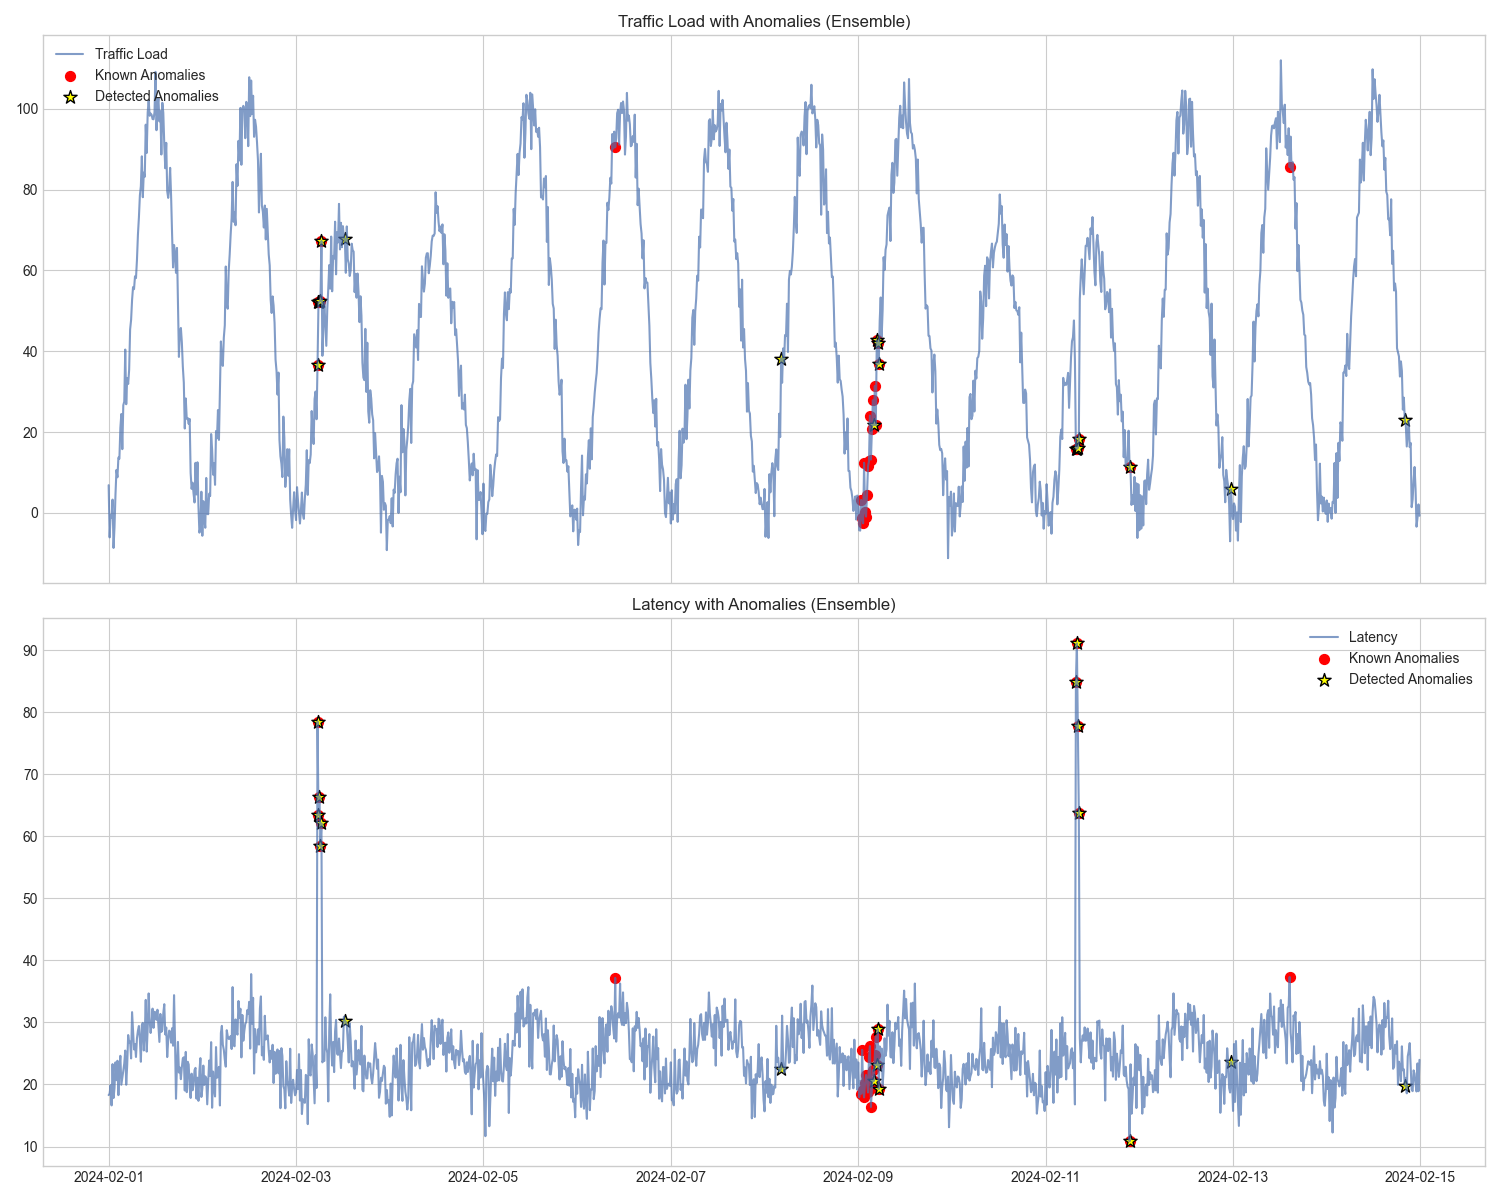 Traffic Load with Anomalies (Ensemble)
Traffic Load
Known Anomalies
Detected Anomalies
100
80
60
40
20
0
Latency with Anomalies (Ensemble)
Latency
Known Anomalies
Detected Anomalies
90
80
70
60
50
40
30
20
10
2024-02-01 2024-02-03 2024-02-05 2024-02-07 2024-02-09 2024-02-11 2024-02-13 2024-02-15